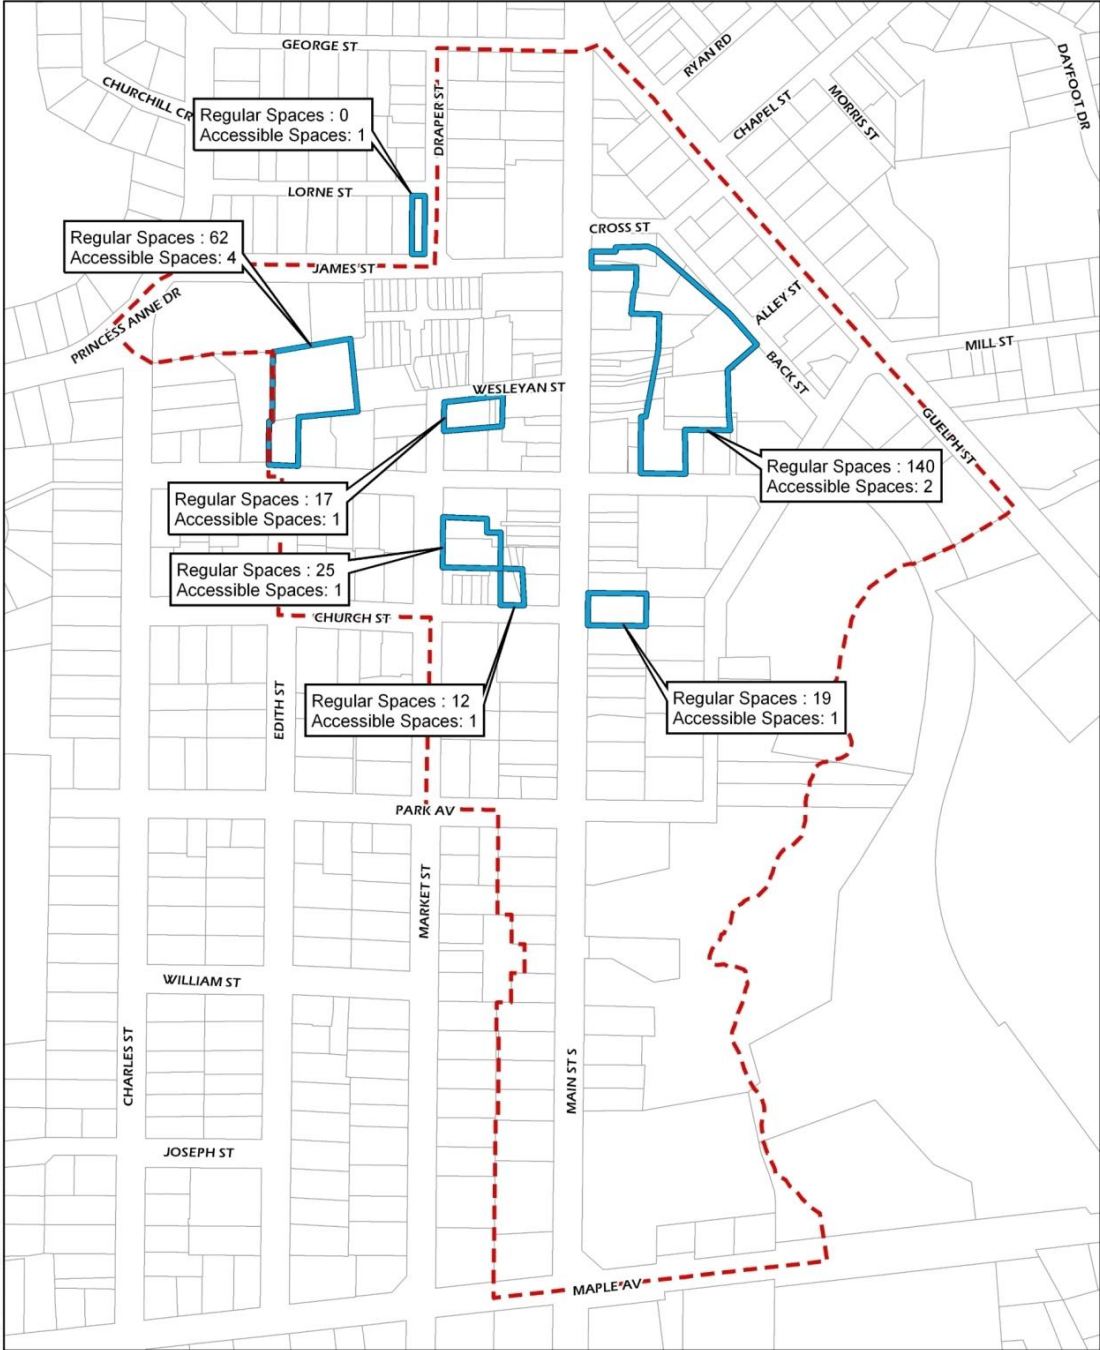 GEORGE ST
RYAN RD
DAYFOOT DR
CHURCHILL CR
DRAPER ST
CHAPEL ST
MORRIS ST
Regular Spaces : 0
Accessible Spaces: 1
LORNE ST
CROSS ST
Regular Spaces : 62
Accessible Spaces: 4
JAMES ST
ALLEY ST
PRINCESS ANNE DR
MILL ST
BACK ST
WESLEYAN ST
GUELPH ST
Regular Spaces : 140
Accessible Spaces: 2
Regular Spaces : 17
Accessible Spaces: 1
Regular Spaces : 25
Accessible Spaces: 1
CHURCH ST
EDITH ST
Regular Spaces : 12
Accessible Spaces: 1
Regular Spaces : 19
Accessible Spaces: 1
PARK AV
MARKET ST
WILLIAM ST
CHARLES ST
MAIN ST S
JOSEPH ST
MAPLE AV